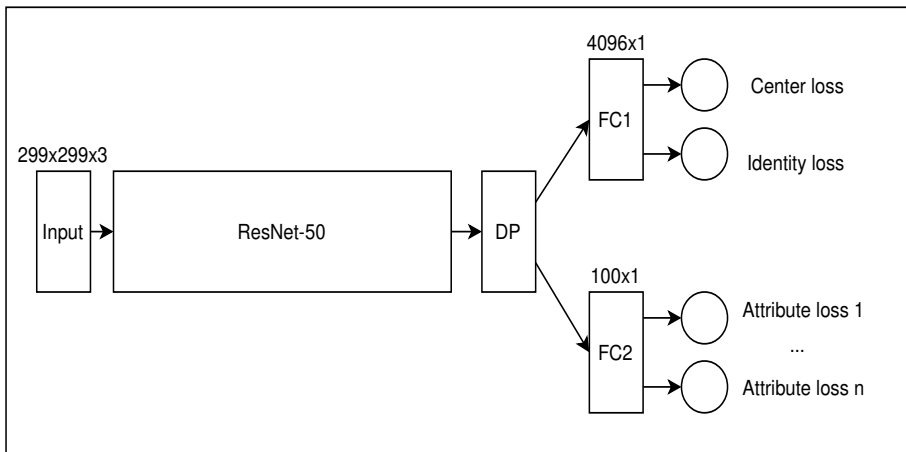 4096x1
FC1
Center loss
Identity loss
299x299x3
Input
ResNet-50
DP
100x1
FC2
Attribute loss 1
...
Attribute loss n